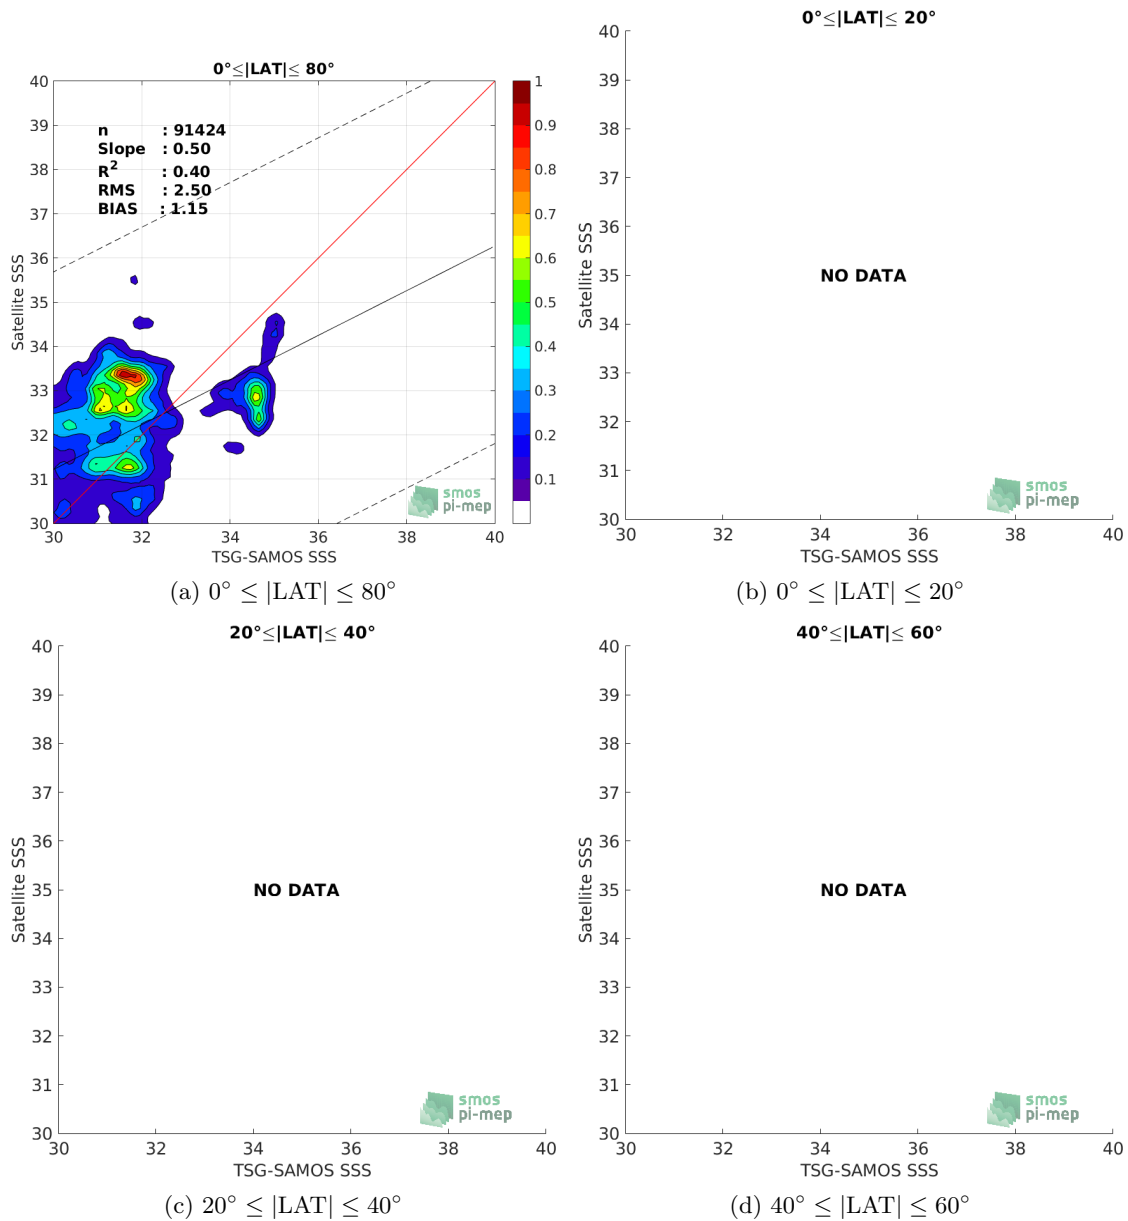 0°≤|LAT|≤ 80°
40
39
38
37
36
35
34
33
32
31
30
n : 91424
Slope : 0.50
R2 : 0.40
RMS : 2.50
BIAS : 1.15
1
0.9
0.8
0.7
0.6
0.5
0.4
0.3
0.2
0.1
Satellite SSS
smos
pi-mep
30 32 34 36 38 40
TSG-SAMOS SSS
(a) 0° ≤ |LAT| ≤ 80°
0°≤|LAT|≤ 20°
40
39
38
37
36
35
34
33
32
31
30
Satellite SSS
NO DATA
smos
pi-mep
30 32 34 36 38 40
TSG-SAMOS SSS
(b) 0° ≤ |LAT| ≤ 20°
20°≤|LAT|≤ 40°
40
39
38
37
36
35
34
33
32
31
30
Satellite SSS
NO DATA
smos
pi-mep
30 32 34 36 38 40
TSG-SAMOS SSS
(c) 20° ≤ |LAT| ≤ 40°
40°≤|LAT|≤ 60°
40
39
38
37
36
35
34
33
32
31
30
Satellite SSS
NO DATA
smos
pi-mep
30 32 34 36 38 40
TSG-SAMOS SSS
(d) 40° ≤ |LAT| ≤ 60°